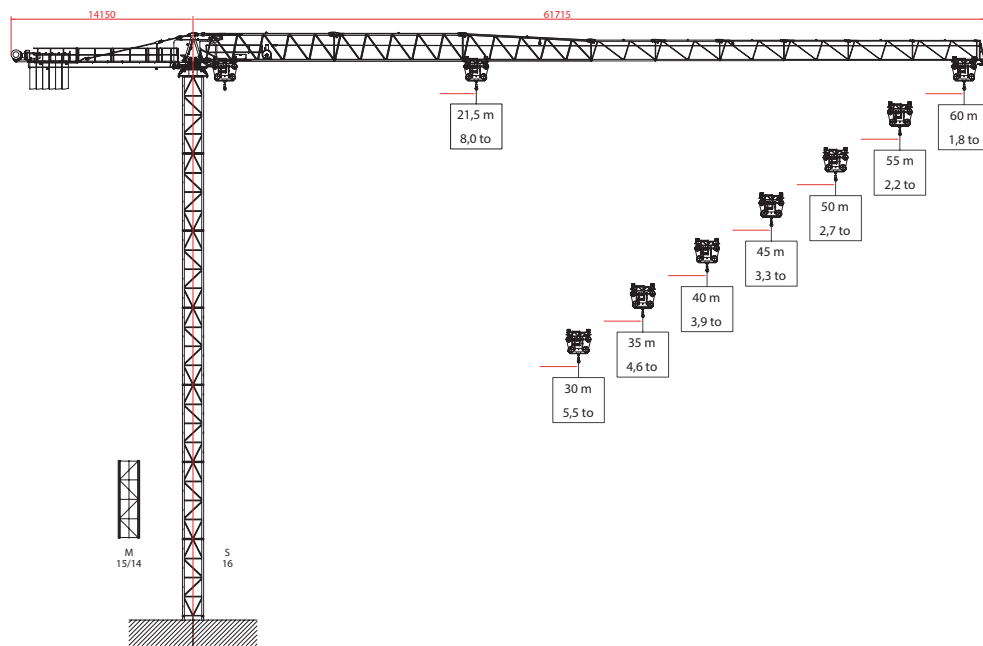 14150
61715
21,5 m
8,0 to
60 m
1,8 to
55 m
2,2 to
50 m
2,7 to
45 m
3,3 to
40 m
3,9 to
35 m
4,6 to
30 m
5,5 to
M
15/14
S
16